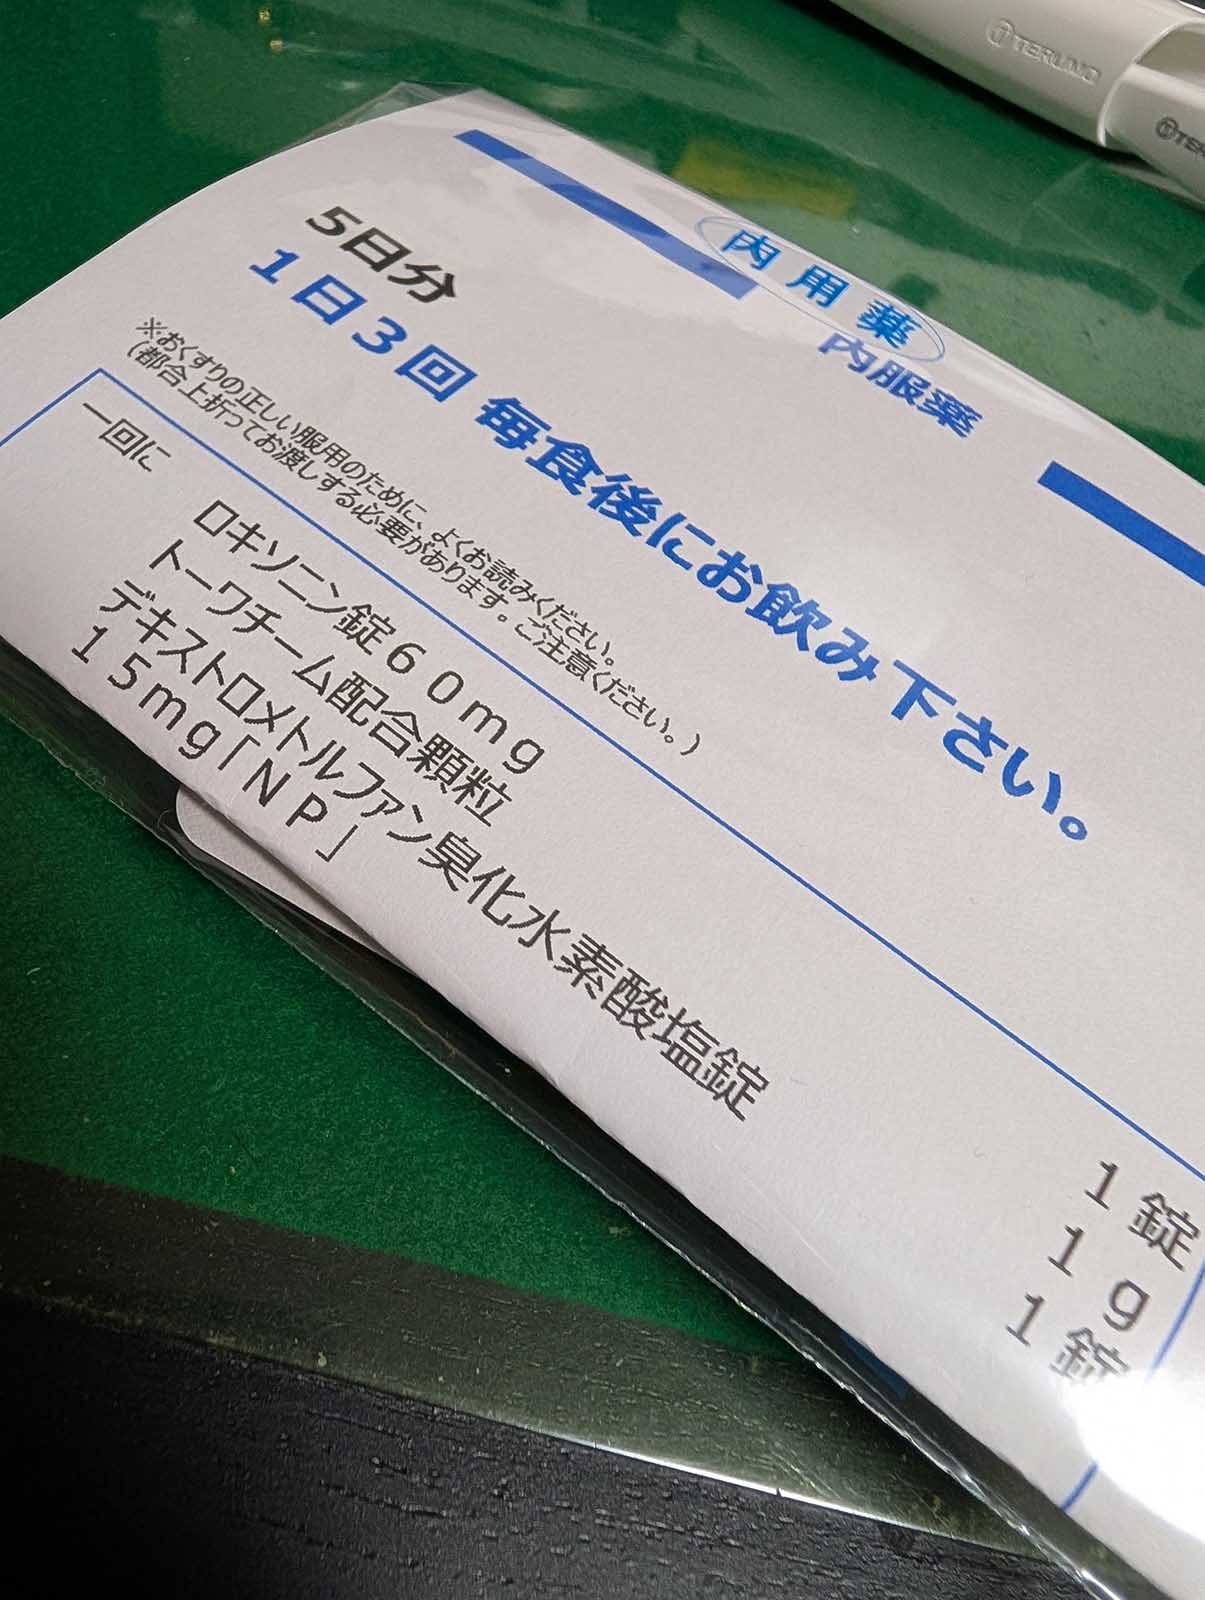 TERUMO
内用薬
内服薬
5日分
1日3回 毎食後にお飲み下さい。
※おくすりの正しい服用のために、よくお読みください。
(都合上折ってお渡しする必要があります。ご注意ください。)
一回に
ロキソニン錠60mg 1錠
トーワチーム配合顆粒 1g
デキストロメトルファン臭化水素酸塩錠 1錠
15mg「NP」